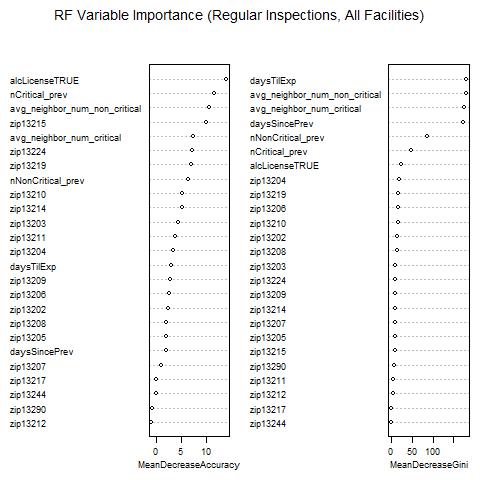 RF Variable Importance (Regular Inspections, All Facilities)
alcLicenseTRUE
nCritical_prev
avg_neighbor_num_non_critical
zip13215
avg_neighbor_num_critical
zip13224
zip13219
nNonCritical_prev
zip13210
zip13214
zip13203
zip13211
zip13204
daysTilExp
zip13209
zip13206
zip13202
zip13208
zip13205
daysSincePrev
zip13207
zip13217
zip13244
zip13290
zip13212
0 5 10
MeanDecreaseAccuracy
daysTilExp
avg_neighbor_num_non_critical
avg_neighbor_num_critical
daysSincePrev
nNonCritical_prev
nCritical_prev
alcLicenseTRUE
zip13204
zip13219
zip13206
zip13210
zip13202
zip13208
zip13203
zip13224
zip13209
zip13214
zip13207
zip13205
zip13215
zip13290
zip13211
zip13212
zip13217
zip13244
0 50 100
MeanDecreaseGini